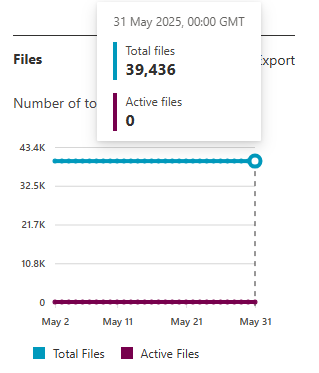 31 May 2025, 00:00 GMT
Total files
39,436
Active files
0
Files
Export
Number of to
43.4K
32.5K
21.7K
10.8K
0
May 2 May 11 May 21 May 31
Total Files Active Files